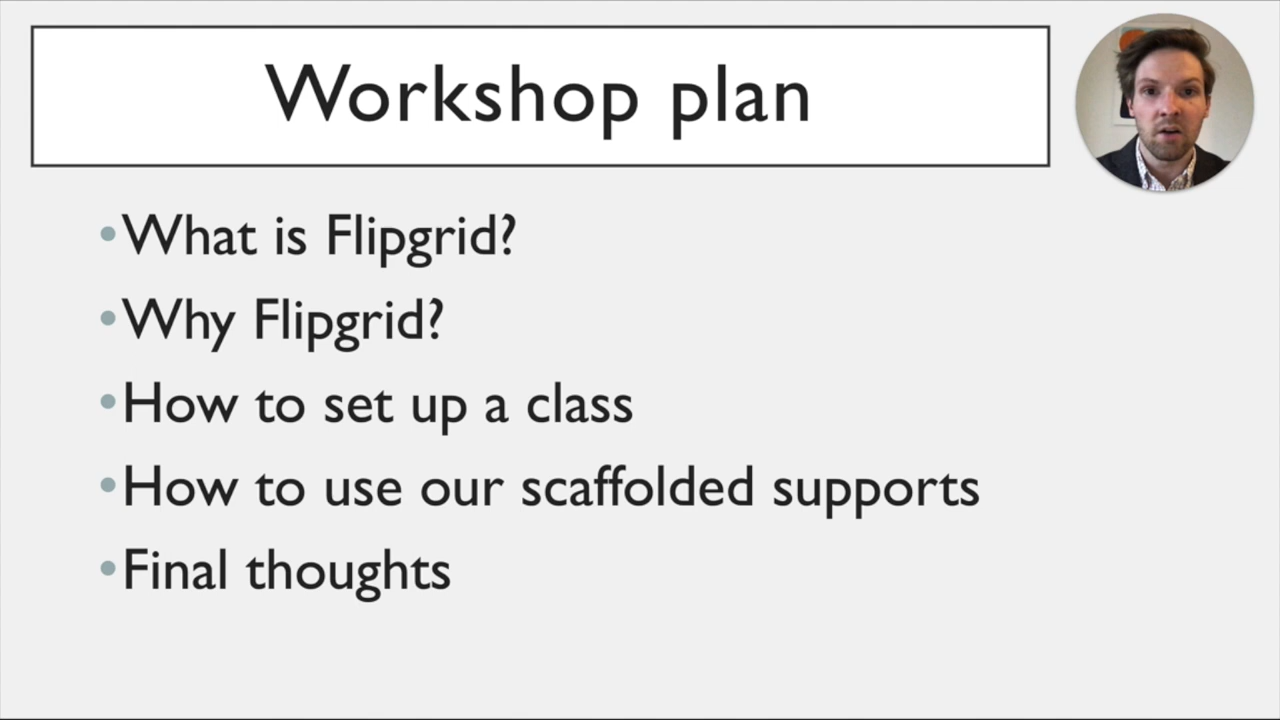 Workshop plan
•What is Flipgrid?
•Why Flipgrid?
•How to set up a class
•How to use our scaffolded supports
•Final thoughts